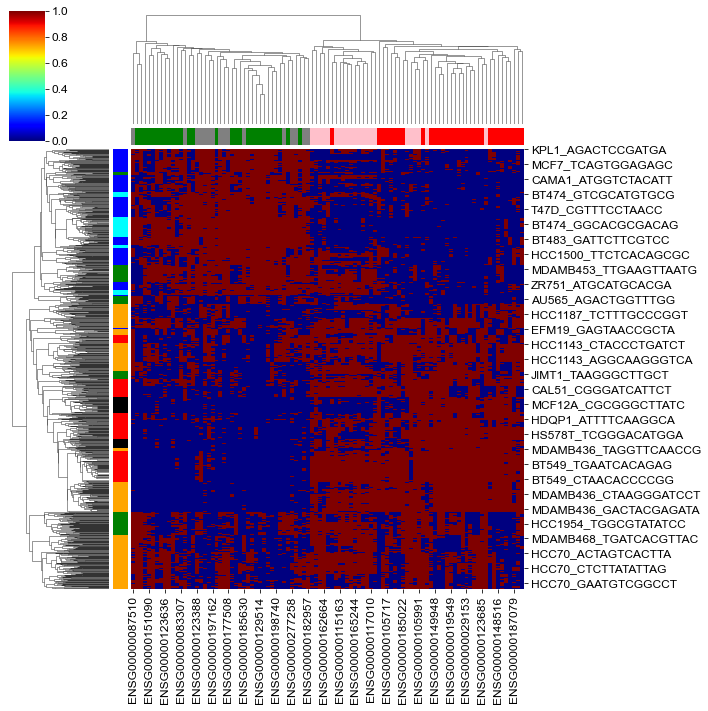 1.0
0.8
0.6
0.4
0.2
0.0
KPL1_AGACTCCGATGA
MCF7_TCAGTGGAGAGC
CAMA1_ATGGTCTACATT
BT474_GTCGCATGTGCG
T47D_CGTTTCCTAACC
BT474_GGCACGCGACAG
BT483_GATTCTTCGTCC
HCC1500_TTCTCACAGCGC
MDAMB453_TTGAAGTTAATG
ZR751_ATGCATGCACGA
AU565_AGACTGGTTTGG
HCC1187_TCTTTGCCCGGT
EFM19_GAGTAACCGCTA
HCC1143_CTACCCTGATCT
HCC1143_AGGCAAGGGTCA
JIMT1_TAAGGGCTTGCT
CAL51_CGGGATCATTCT
MCF12A_CGCGGGCTTATC
HDQP1_ATTTTCAAGGCA
HS578T_TCGGGACATGGA
MDAMB436_TAGGTTCAACCG
BT549_TGAATCACAGAG
BT549_CTAACACCCCGG
MDAMB436_CTAAGGGATCCT
MDAMB436_GACTACGAGATA
HCC1954_TGGCGTATATCC
MDAMB468_TGATCACGTTAC
HCC70_ACTAGTCACTTA
HCC70_CTCTTATATTAG
HCC70_GAATGTCGGCCT
ENSG00000087510
ENSG00000151090
ENSG00000123636
ENSG00000083307
ENSG00000123388
ENSG00000197162
ENSG00000177508
ENSG00000185630
ENSG00000129514
ENSG00000198740
ENSG00000277258
ENSG00000182957
ENSG00000162664
ENSG00000115163
ENSG00000165244
ENSG00000117010
ENSG00000105717
ENSG00000185022
ENSG00000105991
ENSG00000149948
ENSG00000019549
ENSG00000029153
ENSG00000123685
ENSG00000148516
ENSG00000187079